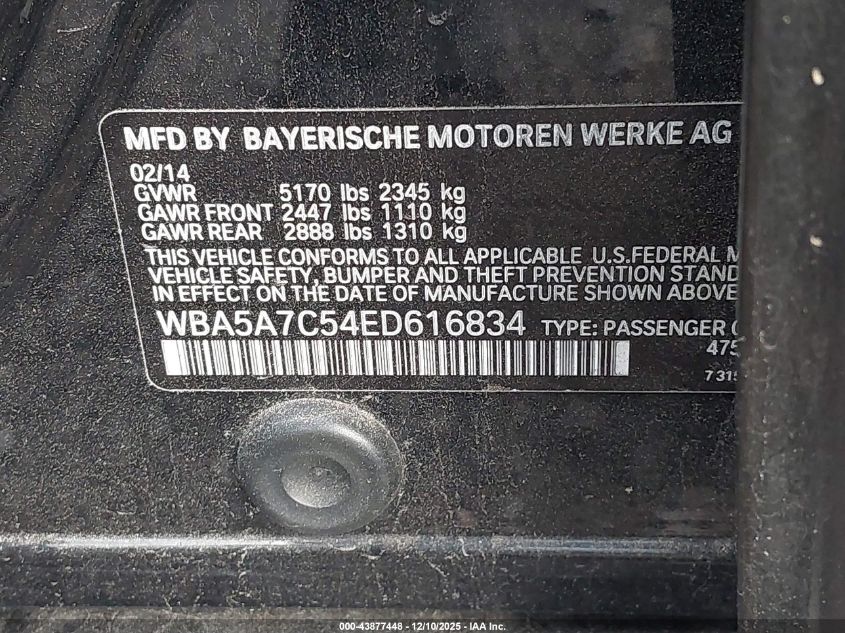 MFD BY BAYERISCHE MOTOREN WERKE AG
02/14
GVWR 5170 lbs 2345 kg
GAWR FRONT 2447 lbs 1110 kg
GAWR REAR 2888 lbs 1310 kg
THIS VEHICLE CONFORMS TO ALL APPLICABLE U.S.FEDERAL M
VEHICLE SAFETY, BUMPER AND THEFT PREVENTION STAND
IN EFFECT ON THE DATE OF MANUFACTURE SHOWN ABOVE
WBA5A7C54ED616834 TYPE: PASSENGER
475
7315
000-43877448 - 12/10/2025 - IAA Inc.